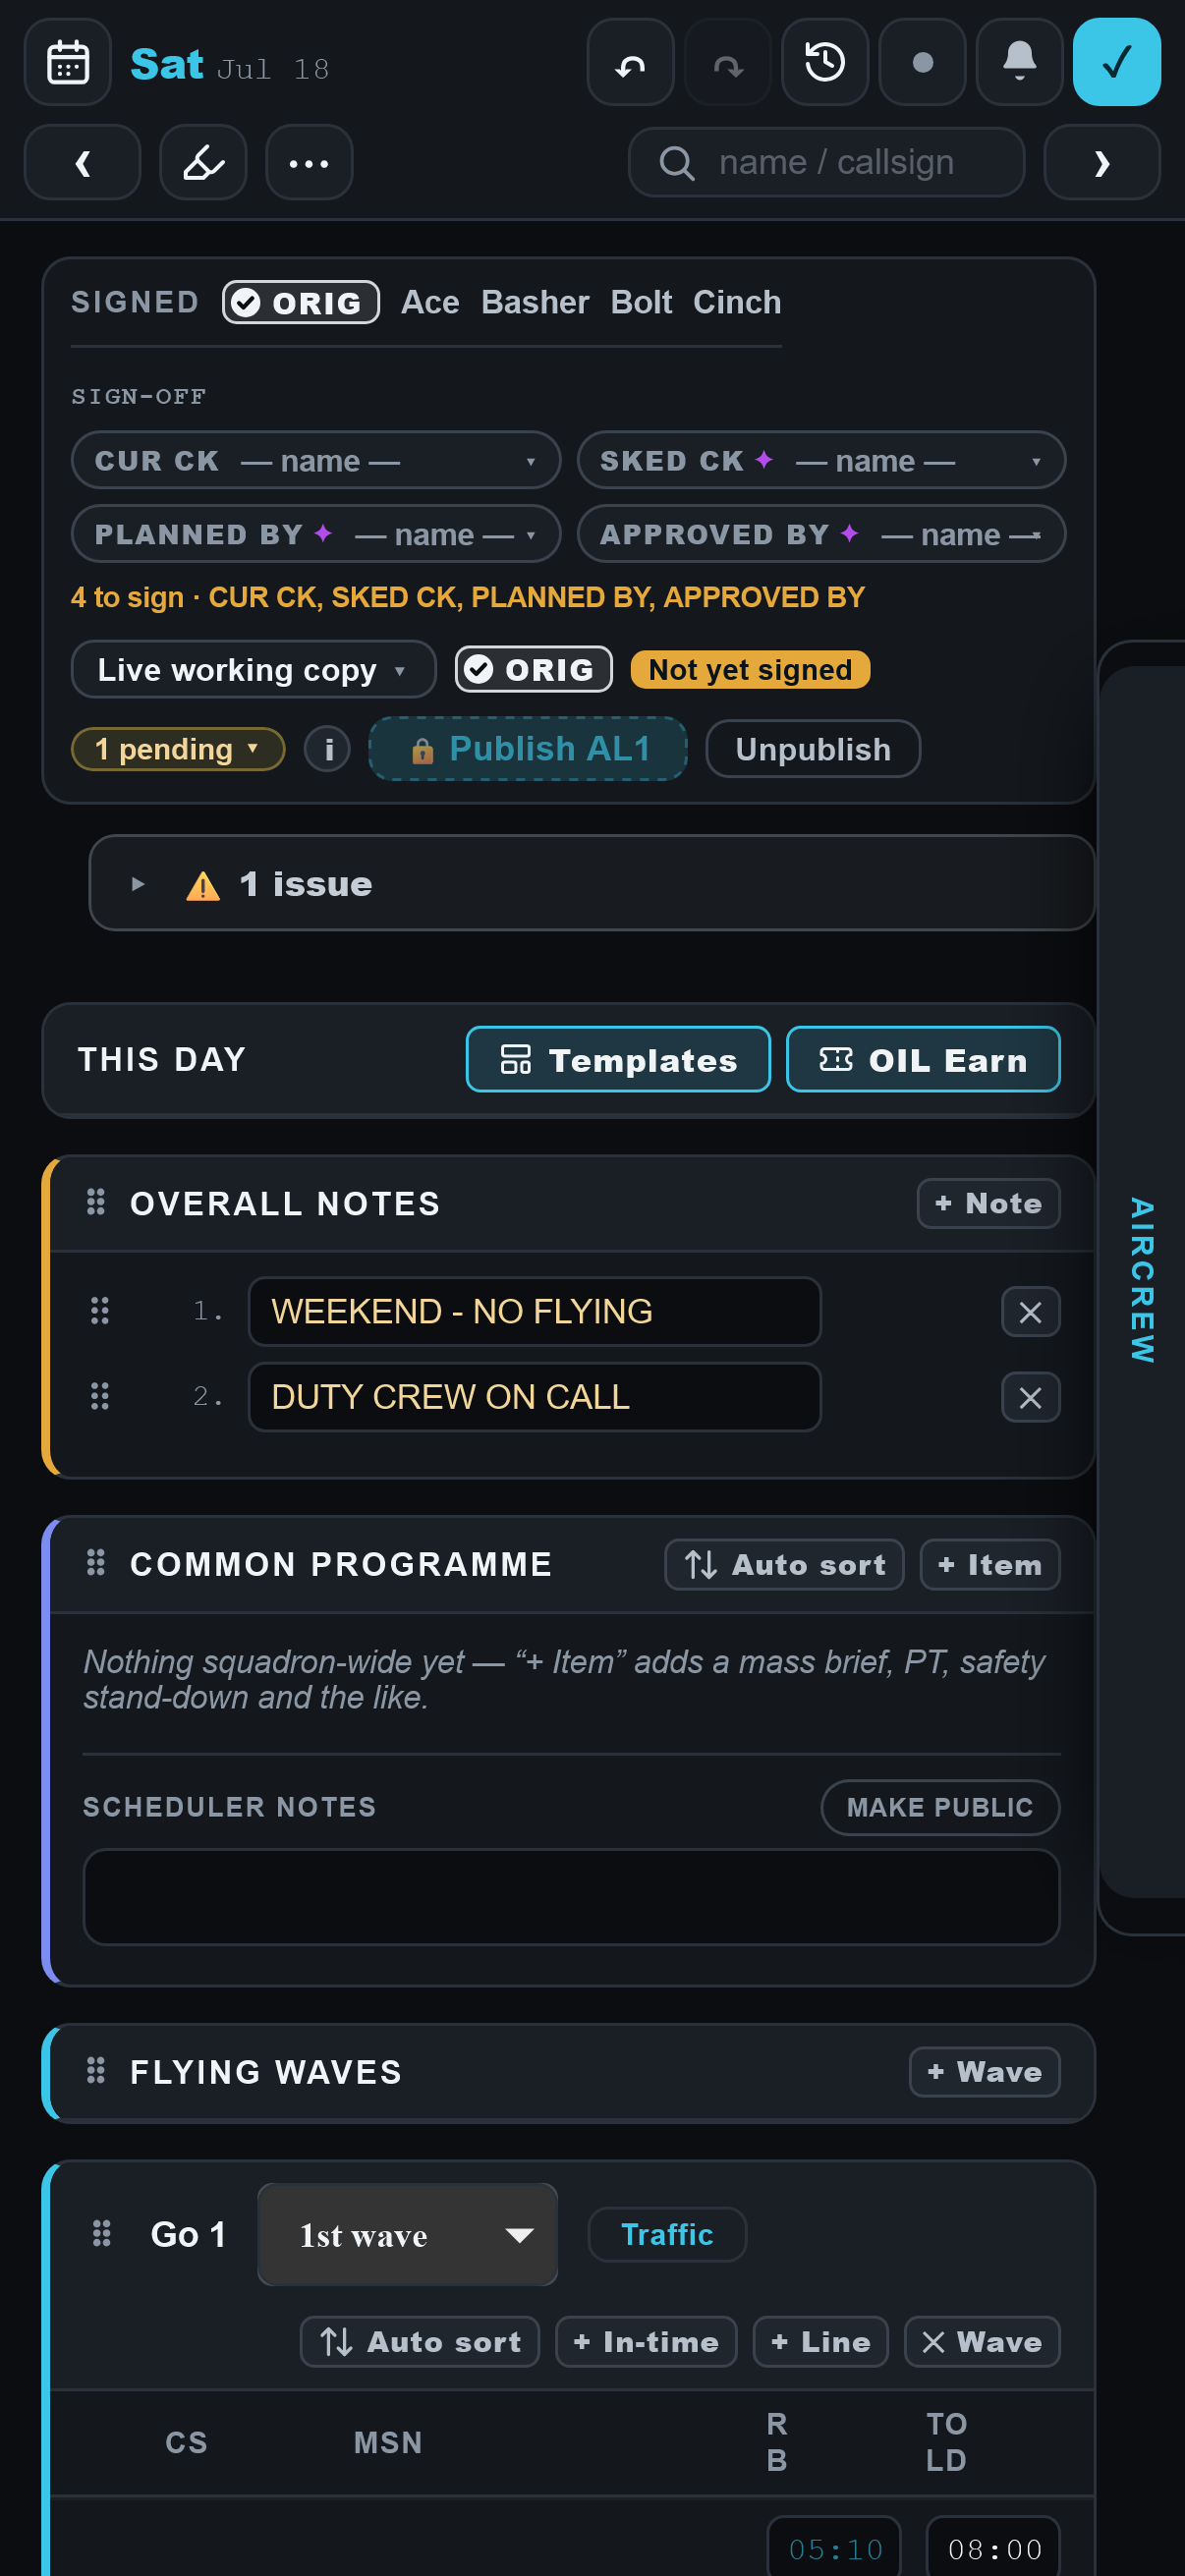 Sat Jul 18
name / callsign
SIGNED ORIG Ace Basher Bolt Cinch
SIGN-OFF
CUR CK — name —
SKED CK ✦ — name —
PLANNED BY ✦ — name —
APPROVED BY ✦ — name —
4 to sign · CUR CK, SKED CK, PLANNED BY, APPROVED BY
Live working copy ORIG Not yet signed
1 pending i Publish AL1 Unpublish
1 issue
THIS DAY Templates OIL Earn
AIRCREW
OVERALL NOTES + Note
1. WEEKEND - NO FLYING
2. DUTY CREW ON CALL
COMMON PROGRAMME Auto sort + Item
Nothing squadron-wide yet — “+ Item” adds a mass brief, PT, safety
stand-down and the like.
SCHEDULER NOTES MAKE PUBLIC
FLYING WAVES + Wave
Go 1 1st wave Traffic
Auto sort + In-time + Line × Wave
CS MSN R B TO LD
05:10 08:00